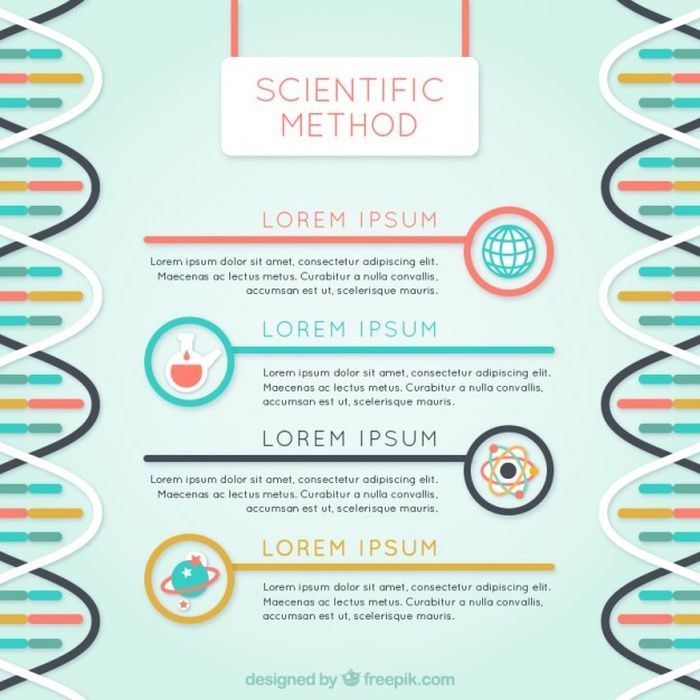 SCIENTIFIC
METHOD
LOREM IPSUM
Lorem ipsum dolor sit amet, consectetur adipiscing elit.
Maecenas ac lectus metus. Curabitur a nulla convallis,
accumsan est ut, scelerisque mauris.
LOREM IPSUM
Lorem ipsum dolor sit amet, consectetur adipiscing elit.
Maecenas ac lectus metus. Curabitur a nulla convallis,
accumsan est ut, scelerisque mauris.
LOREM IPSUM
Lorem ipsum dolor sit amet, consectetur adipiscing elit.
Maecenas ac lectus metus. Curabitur a nulla convallis,
accumsan est ut, scelerisque mauris.
LOREM IPSUM
Lorem ipsum dolor sit amet, consectetur adipiscing elit.
Maecenas ac lectus metus. Curabitur a nulla convallis,
accumsan est ut, scelerisque mauris.
designed by freepik.com